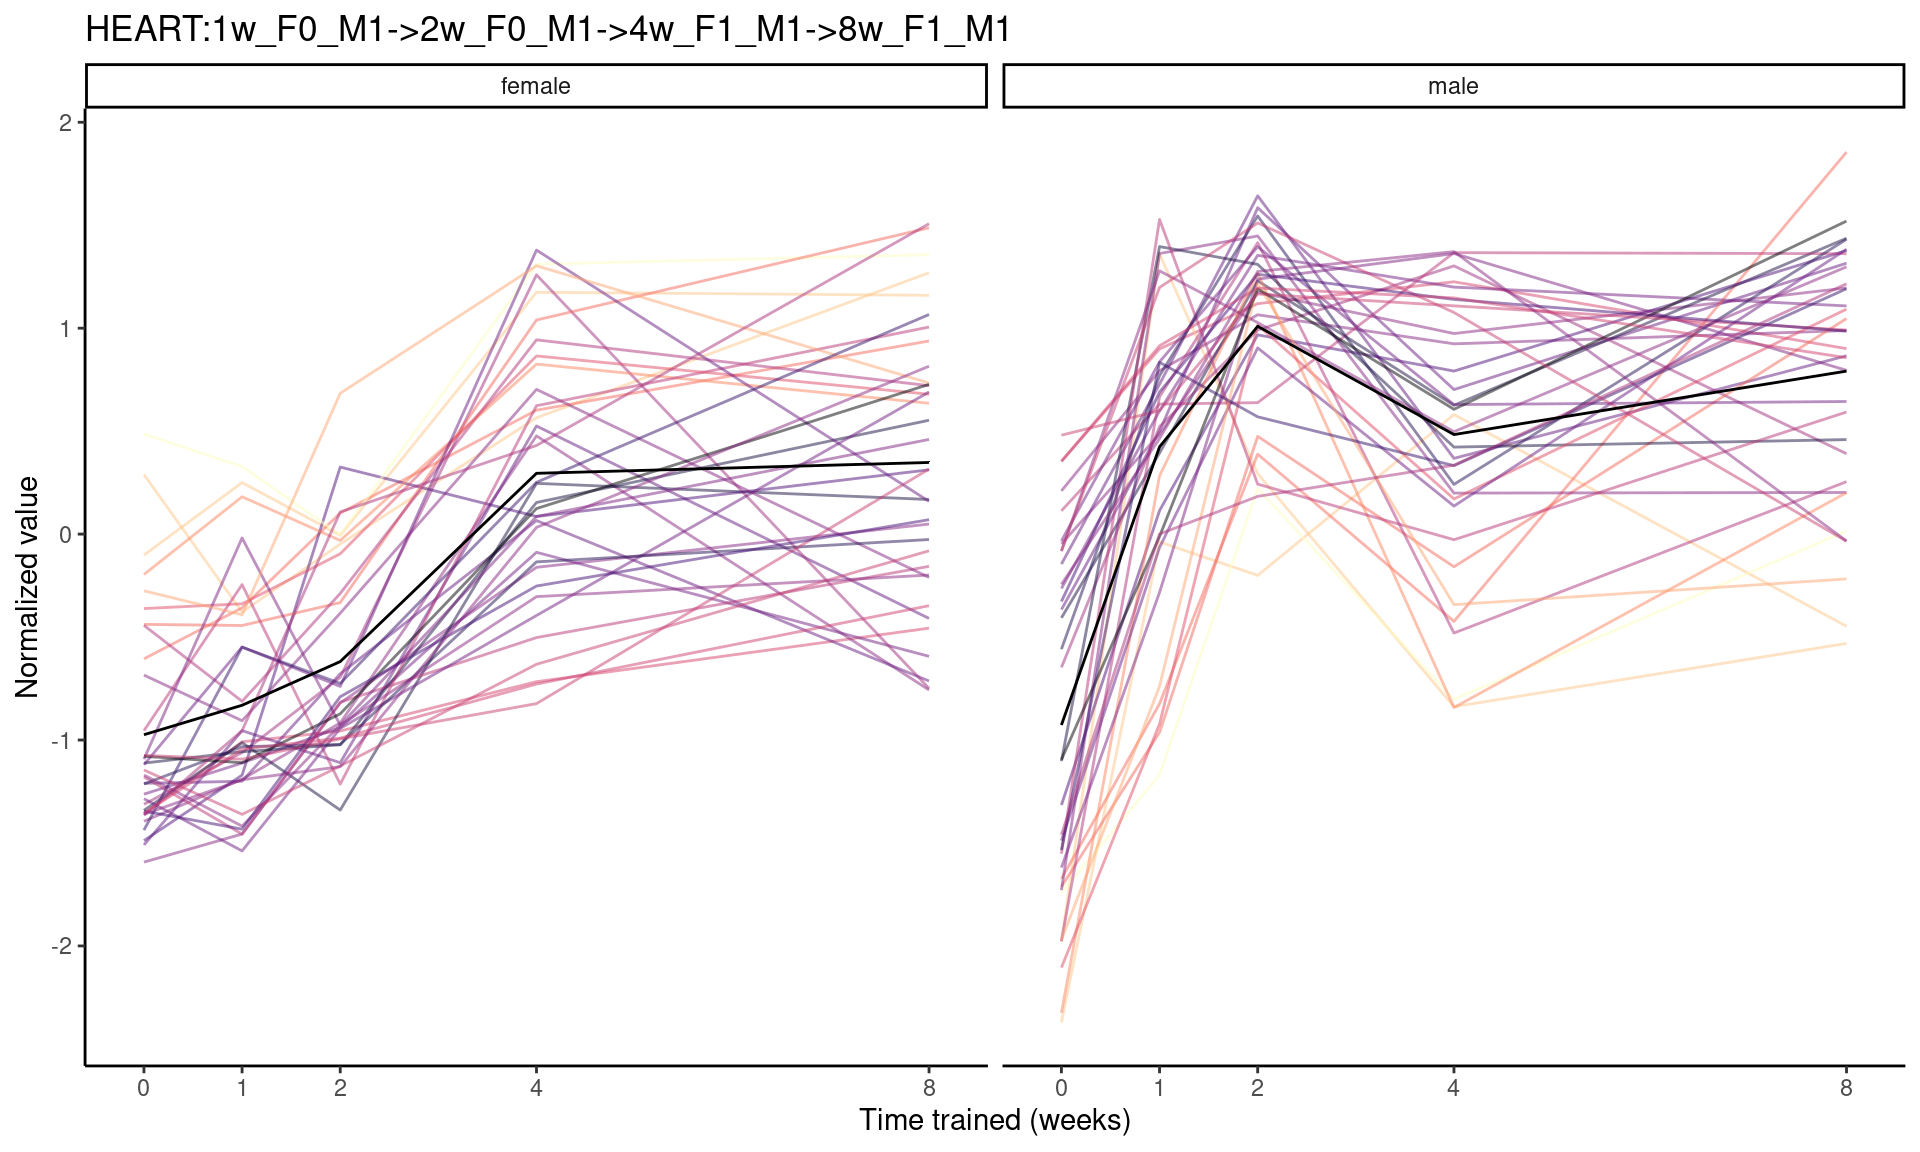 HEART:1w_F0_M1->2w_F0_M1->4w_F1_M1->8w_F1_M1
female
male
2
1
0
-1
-2
Normalized value
0 1 2 4 8
0 1 2 4 8
Time trained (weeks)